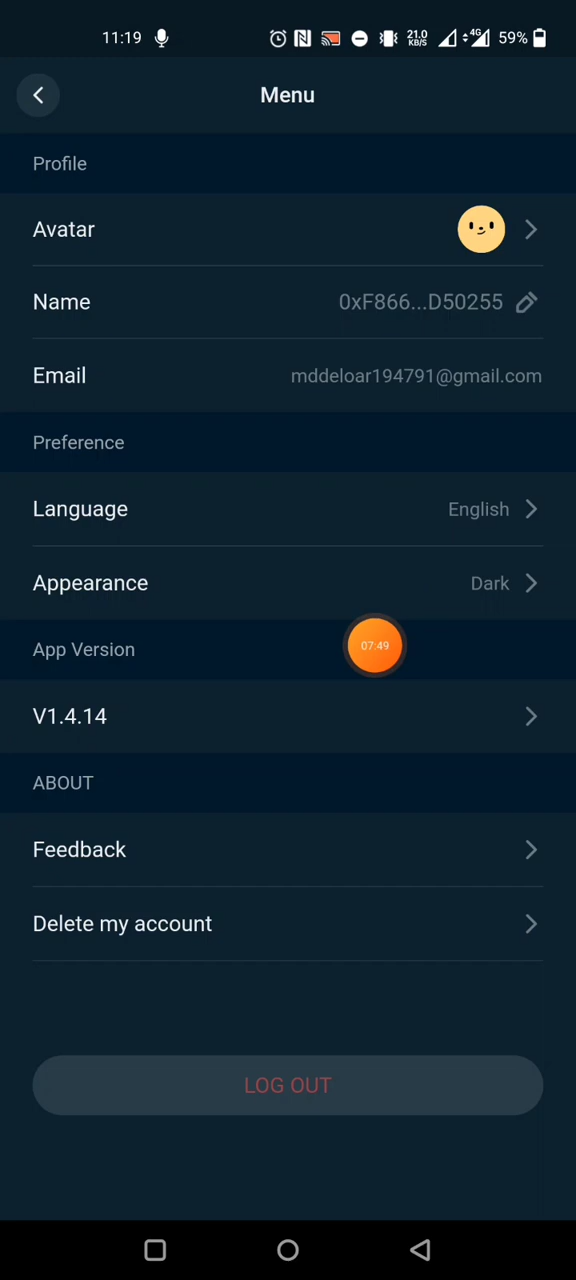 11:19 21.0 KB/S 4G 59%
Menu
Profile
Avatar
Name 0xF866...D50255
Email mddeloar194791@gmail.com
Preference
Language English
Appearance Dark
App Version
07:49
V1.4.14
ABOUT
Feedback
Delete my account
LOG OUT